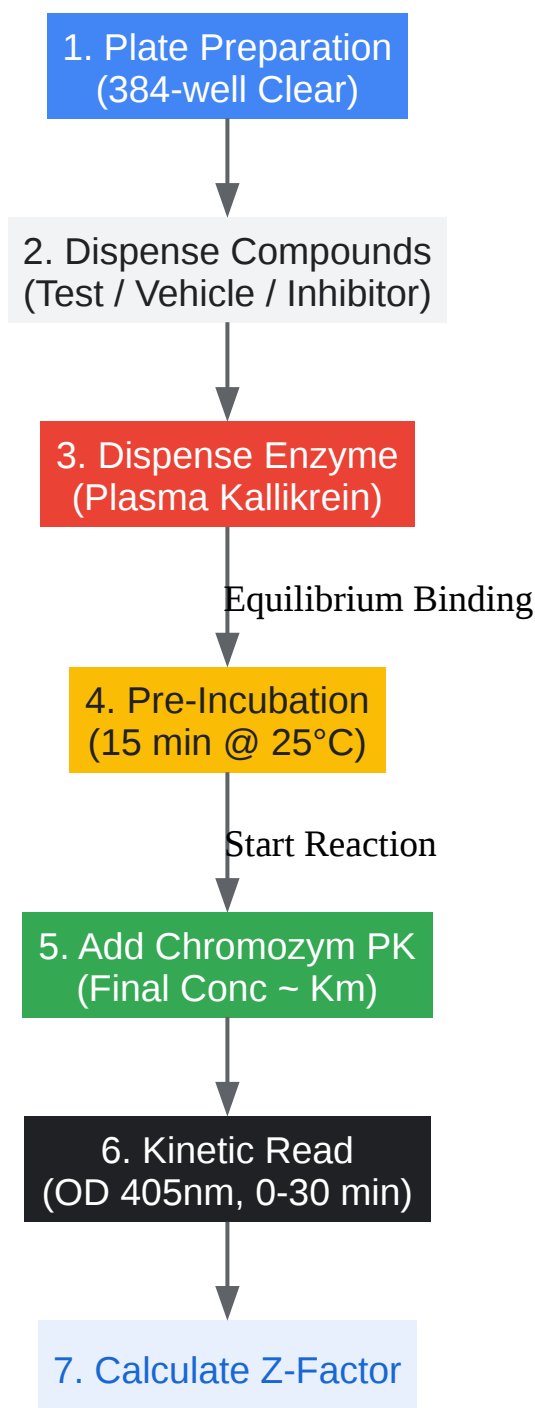 1. Plate Preparation
(384-well Clear)
2. Dispense Compounds
(Test / Vehicle / Inhibitor)
3. Dispense Enzyme
(Plasma Kallikrein)
Equilibrium Binding
4. Pre-Incubation
(15 min @ 25°C)
Start Reaction
5. Add Chromozym PK
(Final Conc ~ Km)
6. Kinetic Read
(OD 405nm, 0-30 min)
7. Calculate Z-Factor